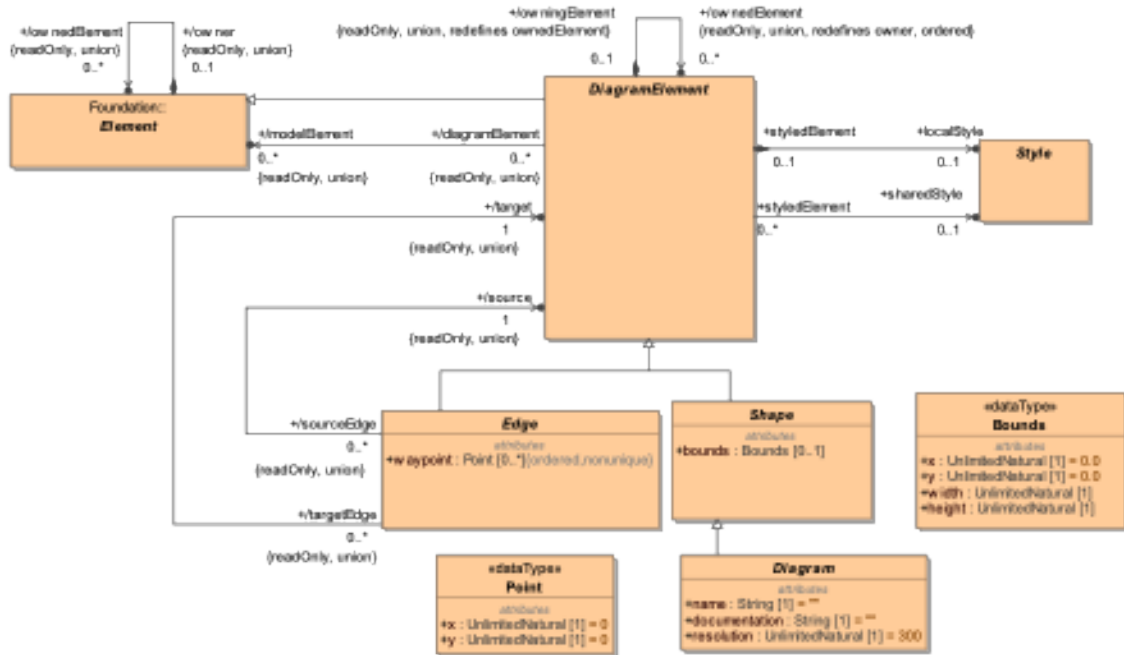 +/owningElement
+/ownedElement
+/ownedElement
+/owner
{readOnly, union, redefines ownedElement}
{readOnly, union, redefines owner, ordered}
{readOnly, union}
{readOnly, union}
0..*
0..1
0..1
0..*
Foundation::
Element
DiagramElement
+/modelElement
+/diagramElement
0..*
0..*
{readOnly, union}
{readOnly, union}
+styledElement
+localStyle
0..1
0..1
Style
+sharedStyle
+styledElement
0..*
0..1
+/target
1
{readOnly, union}
+/source
1
{readOnly, union}
+/sourceEdge
0..*
{readOnly, union}
+/targetEdge
0..*
{readOnly, union}
Edge
attributes
+waypoint : Point [0..*]{ordered,nonunique}
Shape
attributes
+bounds : Bounds [0..1]
«dataType»
Bounds
attributes
+x : UnlimitedNatural [1] = 0.0
+y : UnlimitedNatural [1] = 0.0
+width : UnlimitedNatural [1]
+height : UnlimitedNatural [1]
«dataType»
Point
attributes
+x : UnlimitedNatural [1] = 0
+y : UnlimitedNatural [1] = 0
Diagram
attributes
+name : String [1] = ""
+documentation : String [1] = ""
+resolution : UnlimitedNatural [1] = 300